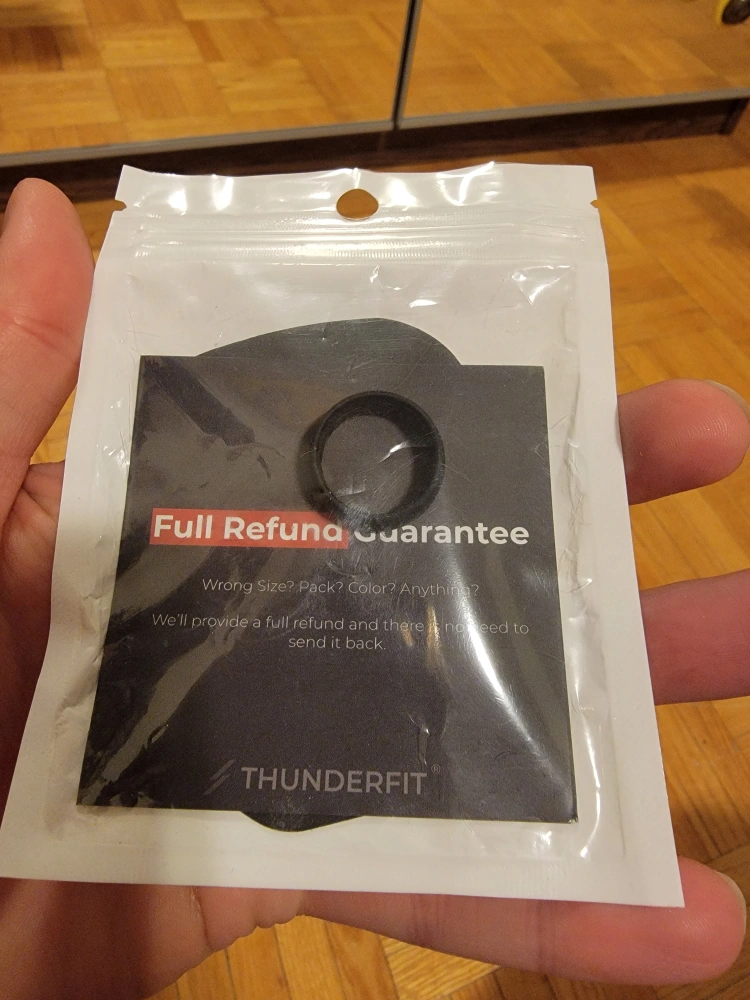 Full Refund Guarantee
Wrong Size? Pack? Color? Anything?
We'll provide a full refund and there is no need to
send it back.
THUNDERFIT®